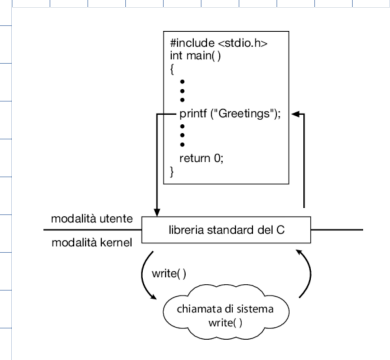 #include <stdio.h>
int main( )
{
•
•
•
printf ("Greetings");
•
•
•
return 0;
}
modalità utente
libreria standard del C
modalità kernel
write( )
chiamata di sistema
write( )